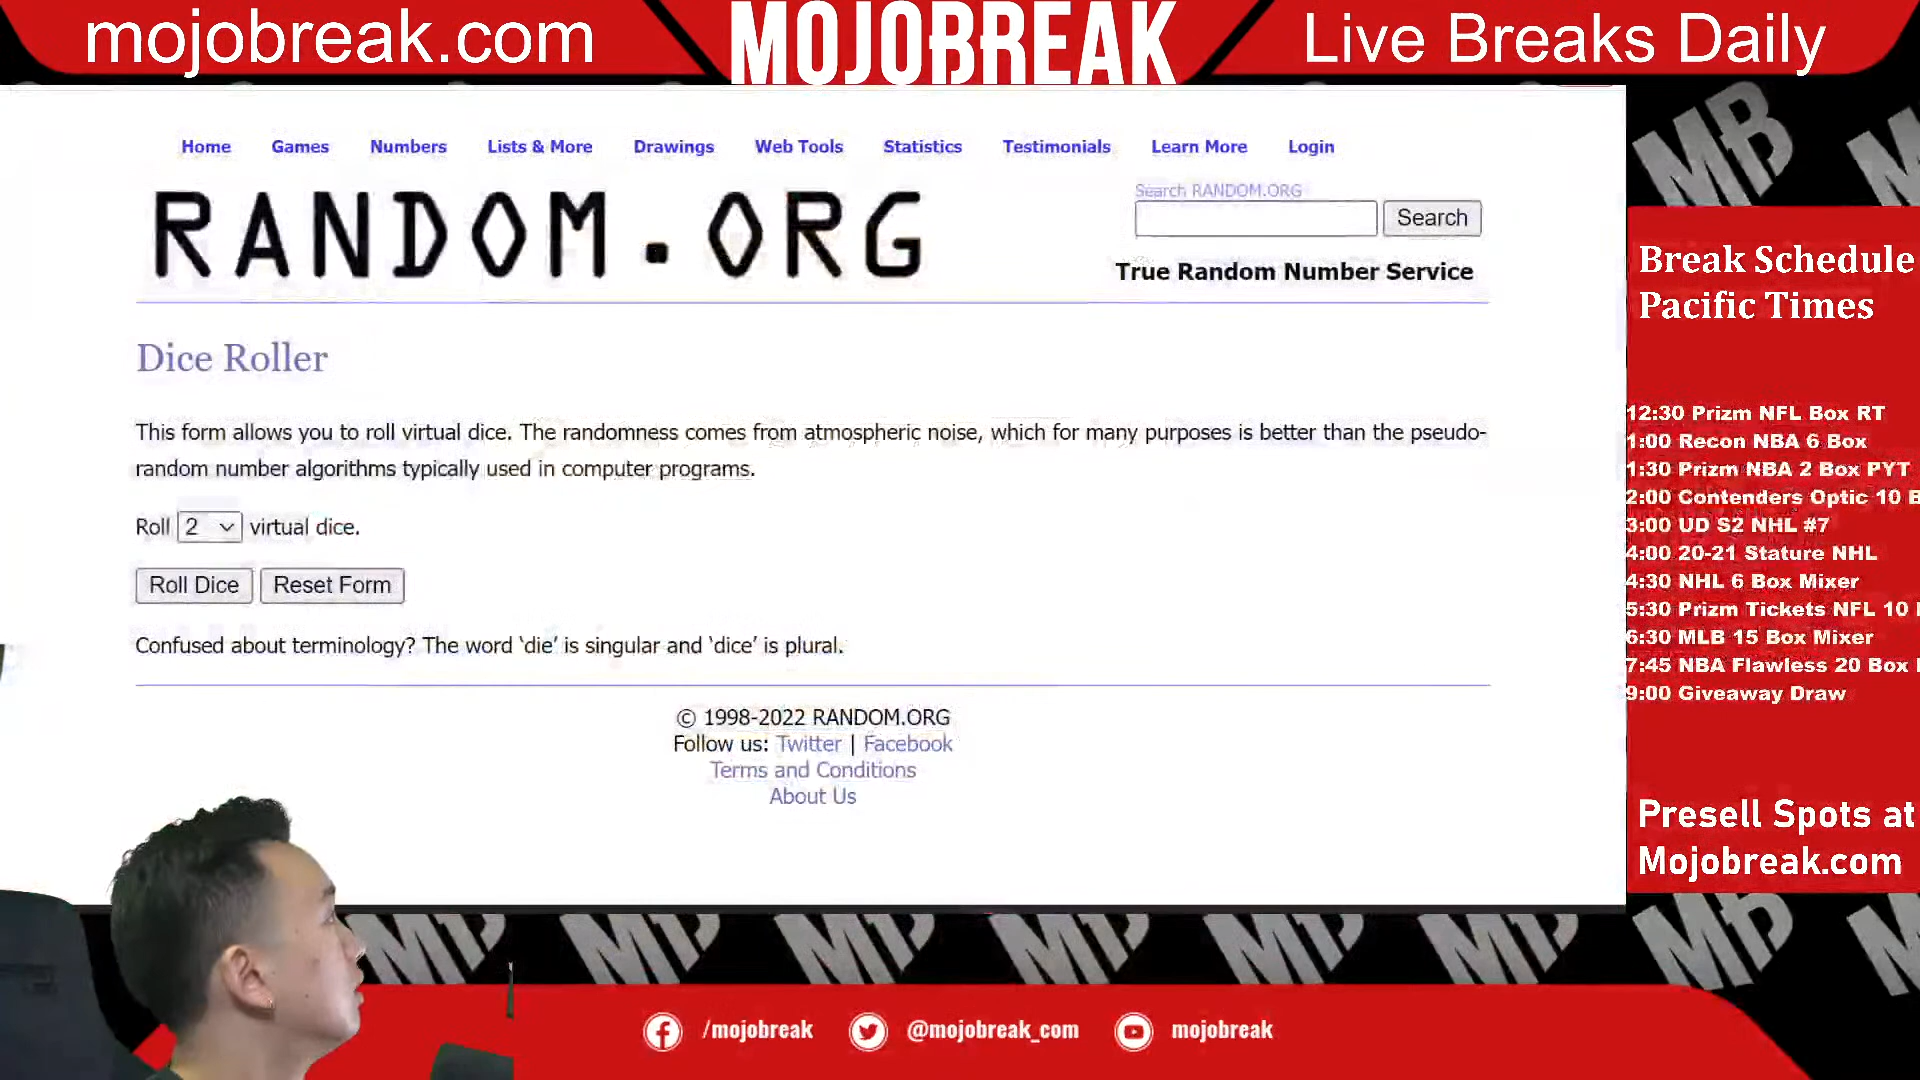 mojobreak.com
MOJOBREAK
Live Breaks Daily
Home Games Numbers Lists & More Drawings Web Tools Statistics Testimonials Learn More Login
RANDOM.ORG
Search RANDOM.ORG
Search
True Random Number Service
Dice Roller
This form allows you to roll virtual dice. The randomness comes from atmospheric noise, which for many purposes is better than the pseudo-
random number algorithms typically used in computer programs.
Roll 2 virtual dice.
Roll Dice Reset Form
Confused about terminology? The word ‘die’ is singular and ‘dice’ is plural.
© 1998-2022 RANDOM.ORG
Follow us: Twitter | Facebook
Terms and Conditions
About Us
MB
Break Schedule
Pacific Times
12:30 Prizm NFL Box RT
1:00 Recon NBA 6 Box
1:30 Prizm NBA 2 Box PYT
2:00 Contenders Optic 10 B
3:00 UD S2 NHL #7
4:00 20-21 Stature NHL
4:30 NHL 6 Box Mixer
5:30 Prizm Tickets NFL 10
6:30 MLB 15 Box Mixer
7:45 NBA Flawless 20 Box
9:00 Giveaway Draw
Presell Spots at
Mojobreak.com
MB MB MB MB MB MB
/mojobreak @mojobreak_com mojobreak